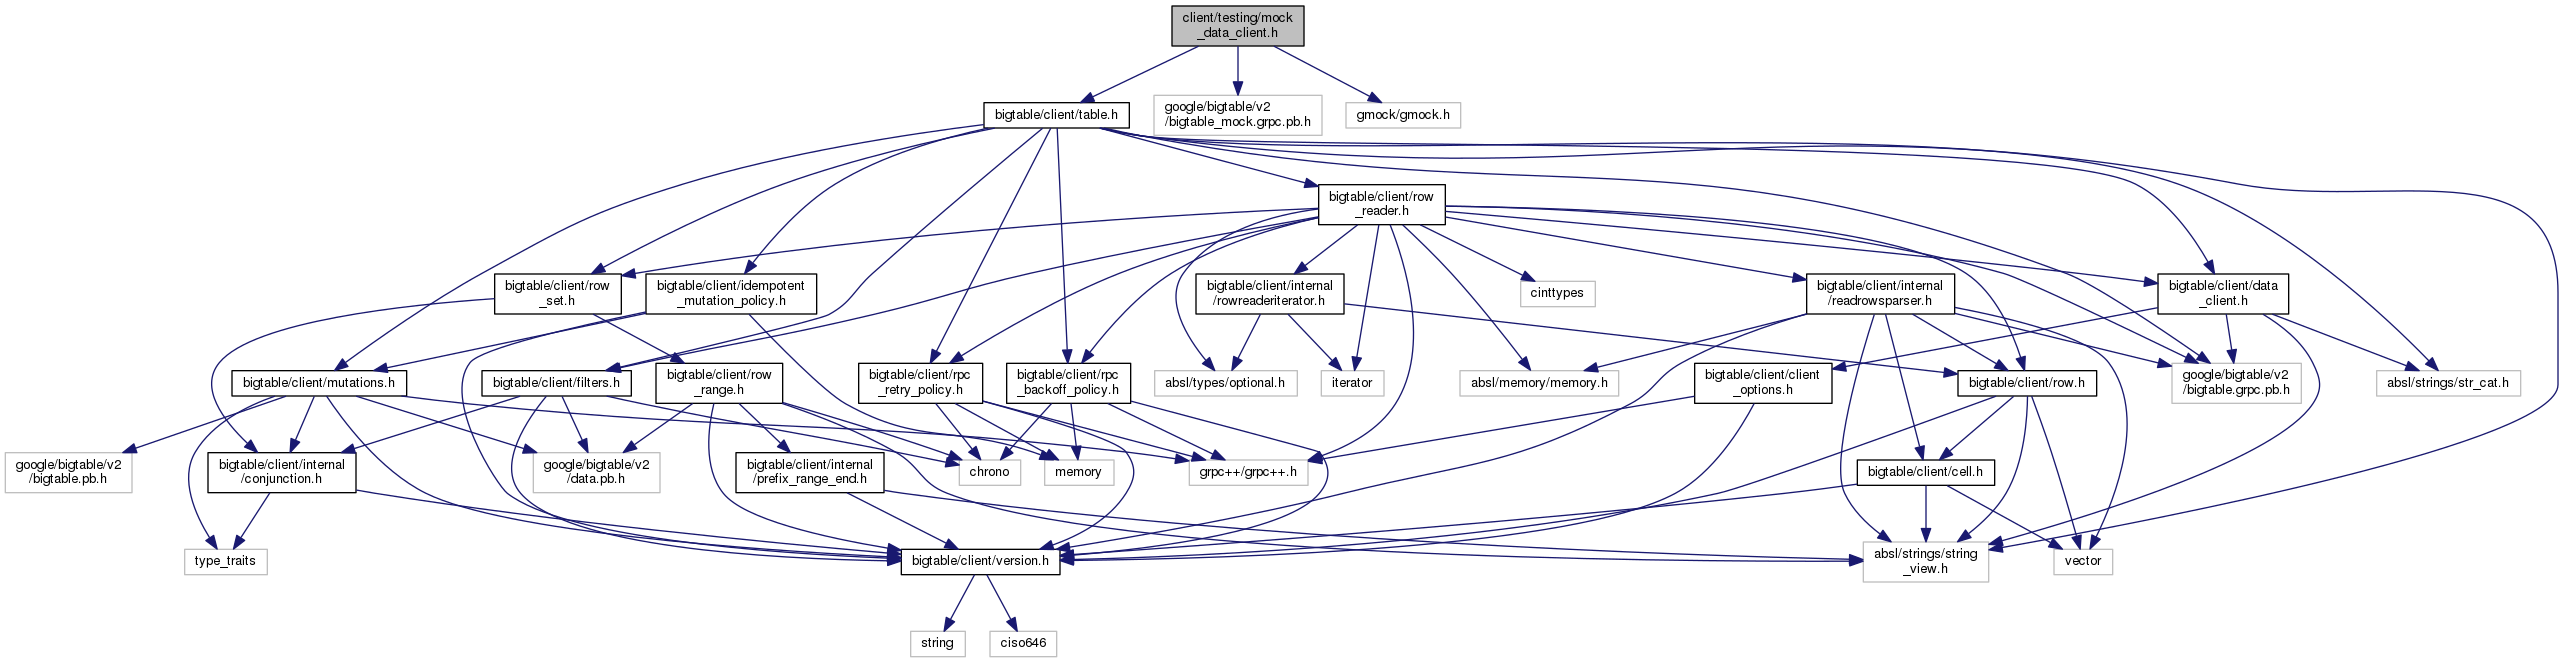 client/testing/mock
_data_client.h
bigtable/client/table.h
google/bigtable/v2
/bigtable_mock.grpc.pb.h
gmock/gmock.h
bigtable/client/row
_reader.h
bigtable/client/row
_set.h
bigtable/client/idempotent
_mutation_policy.h
bigtable/client/internal
/rowreaderiterator.h
cinttypes
bigtable/client/internal
/readrowsparser.h
bigtable/client/data
_client.h
bigtable/client/mutations.h
bigtable/client/filters.h
bigtable/client/row
_range.h
bigtable/client/rpc
_retry_policy.h
bigtable/client/rpc
_backoff_policy.h
absl/types/optional.h
iterator
absl/memory/memory.h
bigtable/client/client
_options.h
bigtable/client/row.h
google/bigtable/v2
/bigtable.grpc.pb.h
absl/strings/str_cat.h
google/bigtable/v2
/bigtable.pb.h
bigtable/client/internal
/conjunction.h
google/bigtable/v2
/data.pb.h
bigtable/client/internal
/prefix_range_end.h
chrono
memory
grpc++/grpc++.h
bigtable/client/cell.h
type_traits
bigtable/client/version.h
absl/strings/string
_view.h
vector
string
ciso646